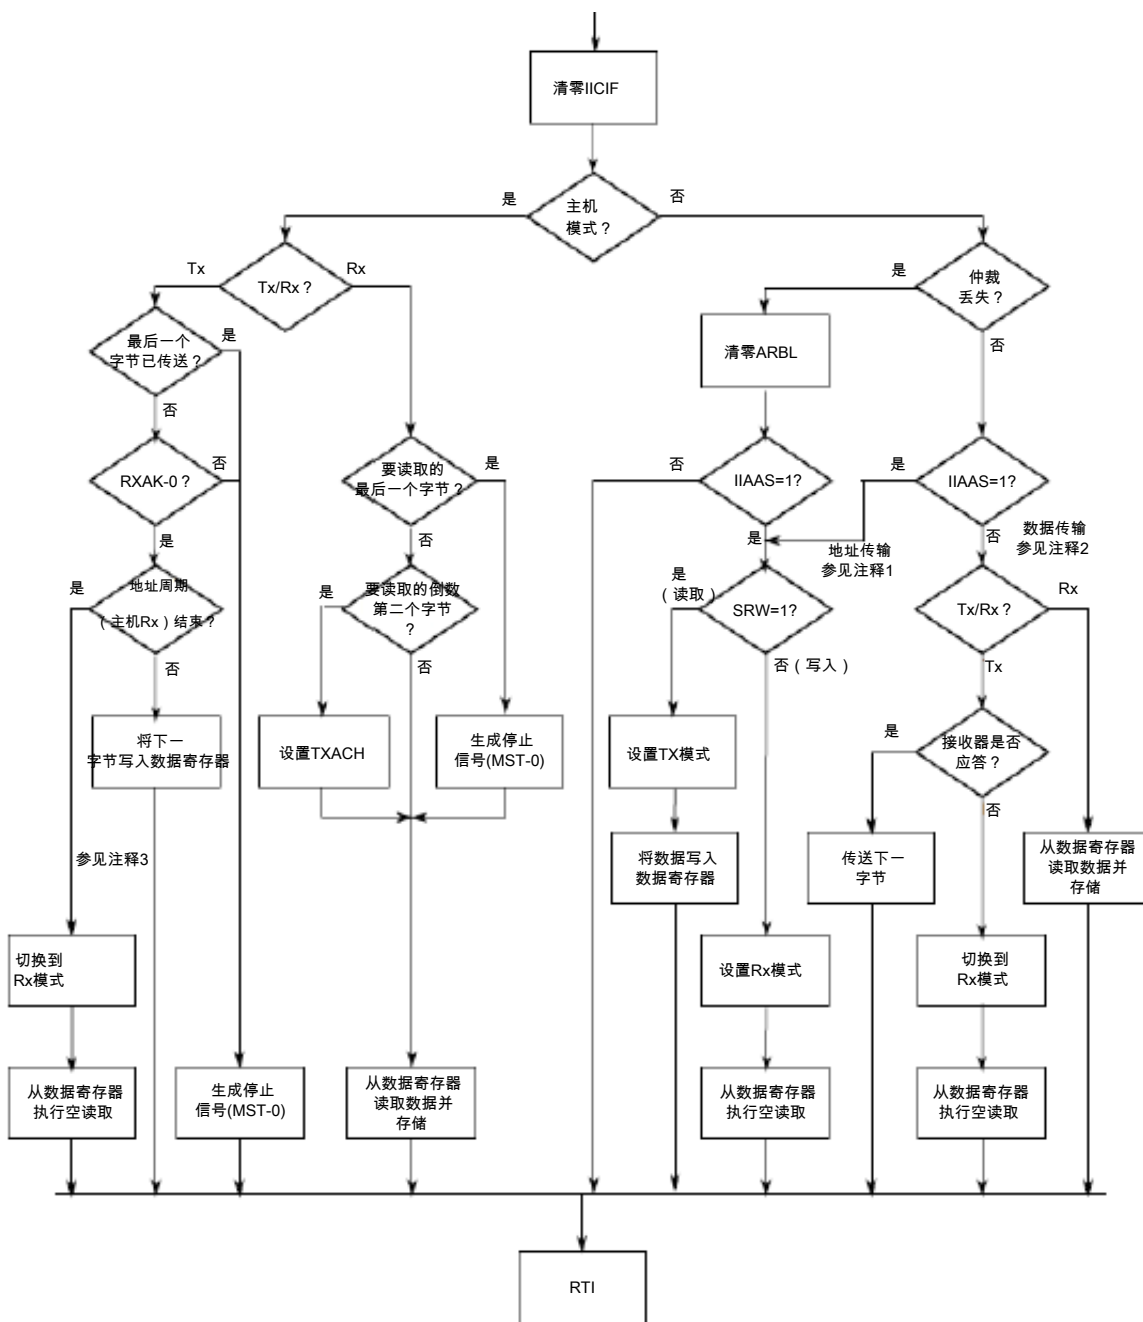 清零IICIF
主机
模式？
是
否
Tx/Rx？
Tx
Rx
仲裁
丢失？
是
否
最后一个
字节已传送？
是
否
清零ARBL
RXAK-0？
否
是
要读取的
最后一个字节？
是
否
IIAAS=1?
否
是
IIAAS=1?
是
否
地址传输
参见注释1
数据传输
参见注释2
地址周期
（主机Rx）结束？
是
否
要读取的倒数
第二个字节
？
是
否
SRW=1?
是
（读取）
否（写入）
Tx/Rx？
Rx
Tx
将下一
字节写入数据寄存器
设置TXACH
生成停止
信号(MST-0)
设置TX模式
接收器是否
应答？
是
否
参见注释3
将数据写入
数据寄存器
传送下一
字节
从数据寄存器
读取数据并
存储
切换到
Rx模式
设置Rx模式
切换到
Rx模式
从数据寄存器
执行空读取
生成停止
信号(MST-0)
从数据寄存器
读取数据并
存储
从数据寄存器
执行空读取
从数据寄存器
执行空读取
RTI